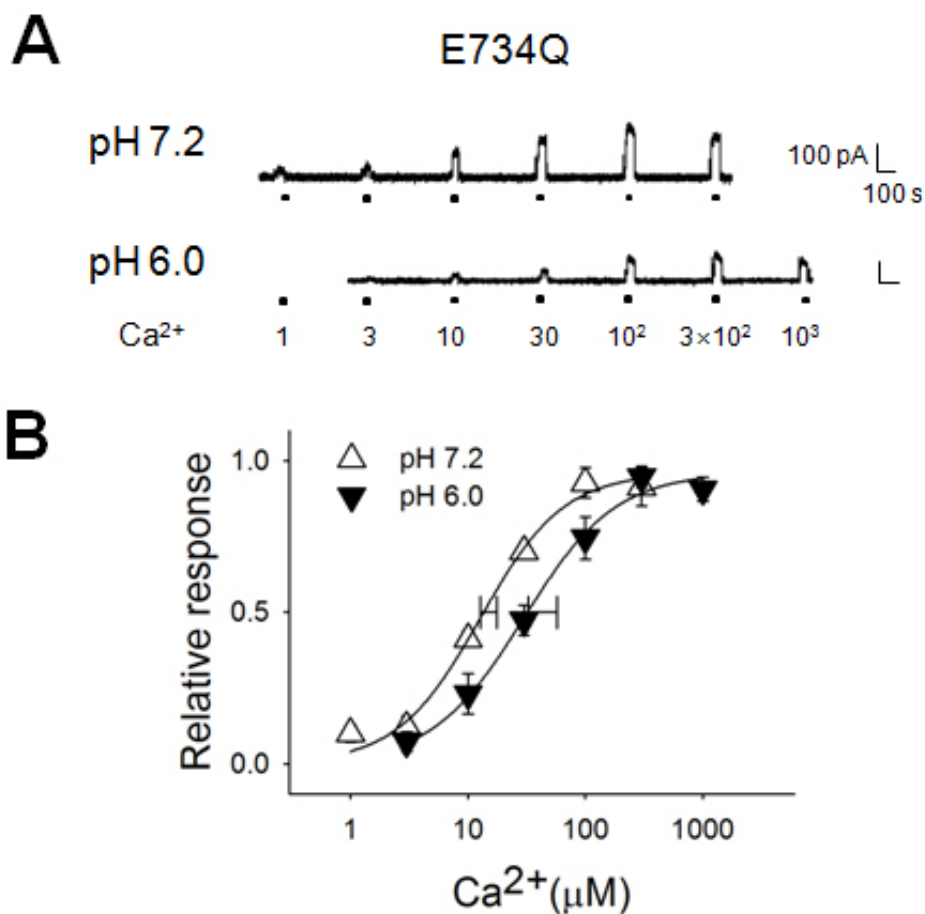 A
E734Q
pH 7.2
100 pA
100 s
pH 6.0
Ca²⁺ 1 3 10 30 10² 3×10² 10³
B
1.0
0.5
0.0
Relative response
pH 7.2
pH 6.0
1 10 100 1000
Ca²⁺(μM)